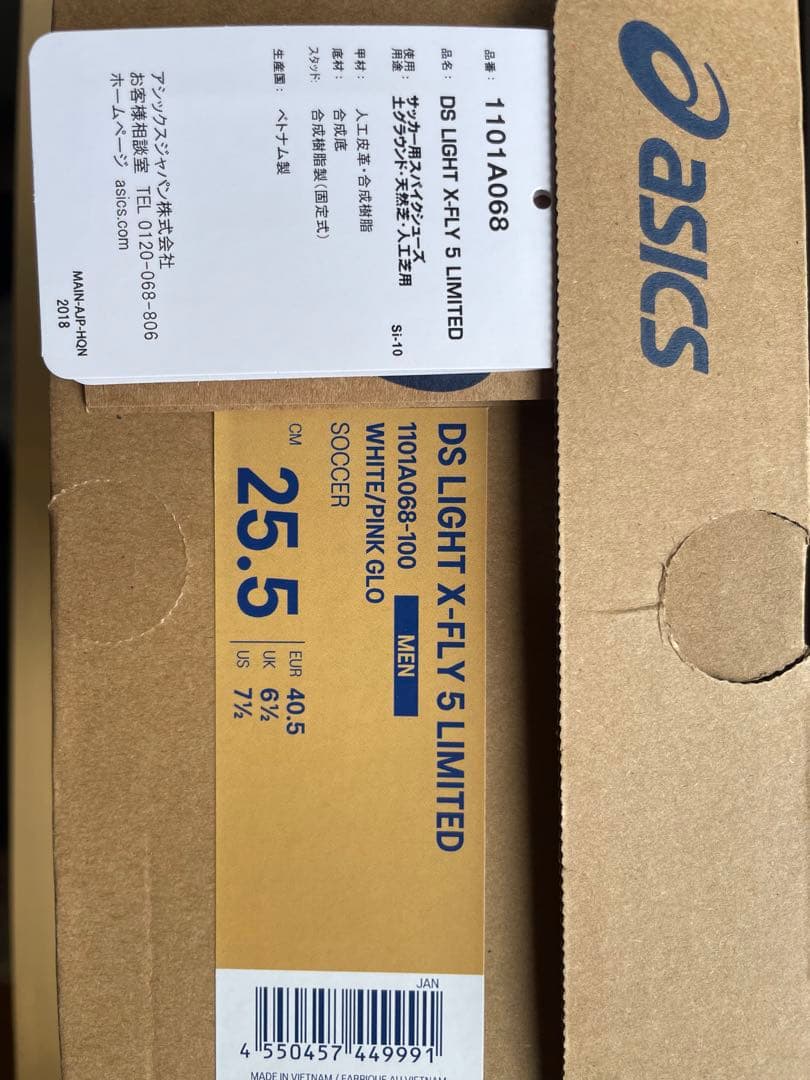 asics
品番： 1101A068
品名： DS LIGHT X-FLY 5 LIMITED
使用： サッカー用スパイクシューズ
用途 土グラウンド・天然芝・人工芝用
Si-10
甲材： 人工皮革・合成樹脂
底材： 合成底
スタッド： 合成樹脂製(固定式)
生産国： ベトナム製
アシックスジャパン株式会社
お客様相談室 TEL 0120-068-806
ホームページ asics.com
MAIN-AJP-HQN
2018
DS LIGHT X-FLY 5 LIMITED
1101A068-100 MEN
WHITE/PINK GLO
SOCCER
CM 25.5
EUR 40.5
UK 6½
US 7½
JAN
4 550457 449991
MADE IN VIETNAM / FABRIQUE AU VIETNAM